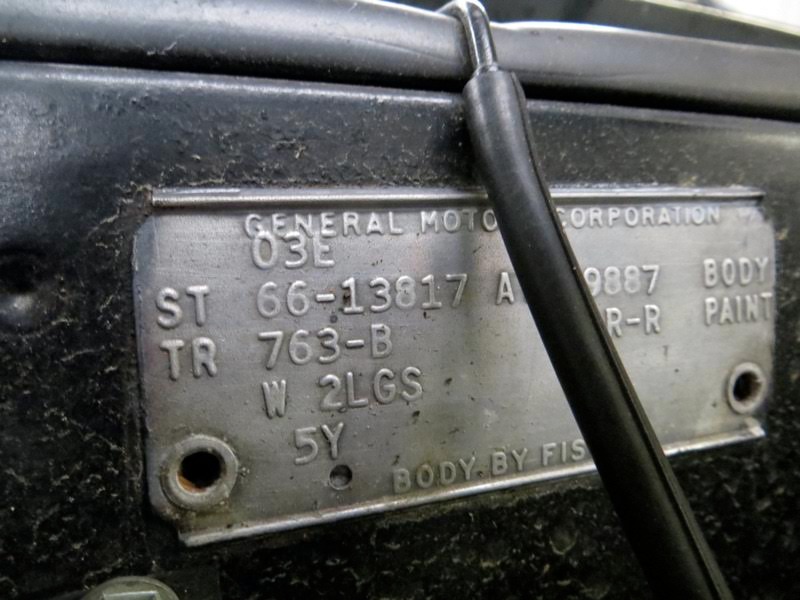 GENERAL MOTO CORPORATION
03E
ST 66-13817 A 9887 BODY
TR 763-B R-R PAINT
W 2LGS
5Y
BODY BY FIS